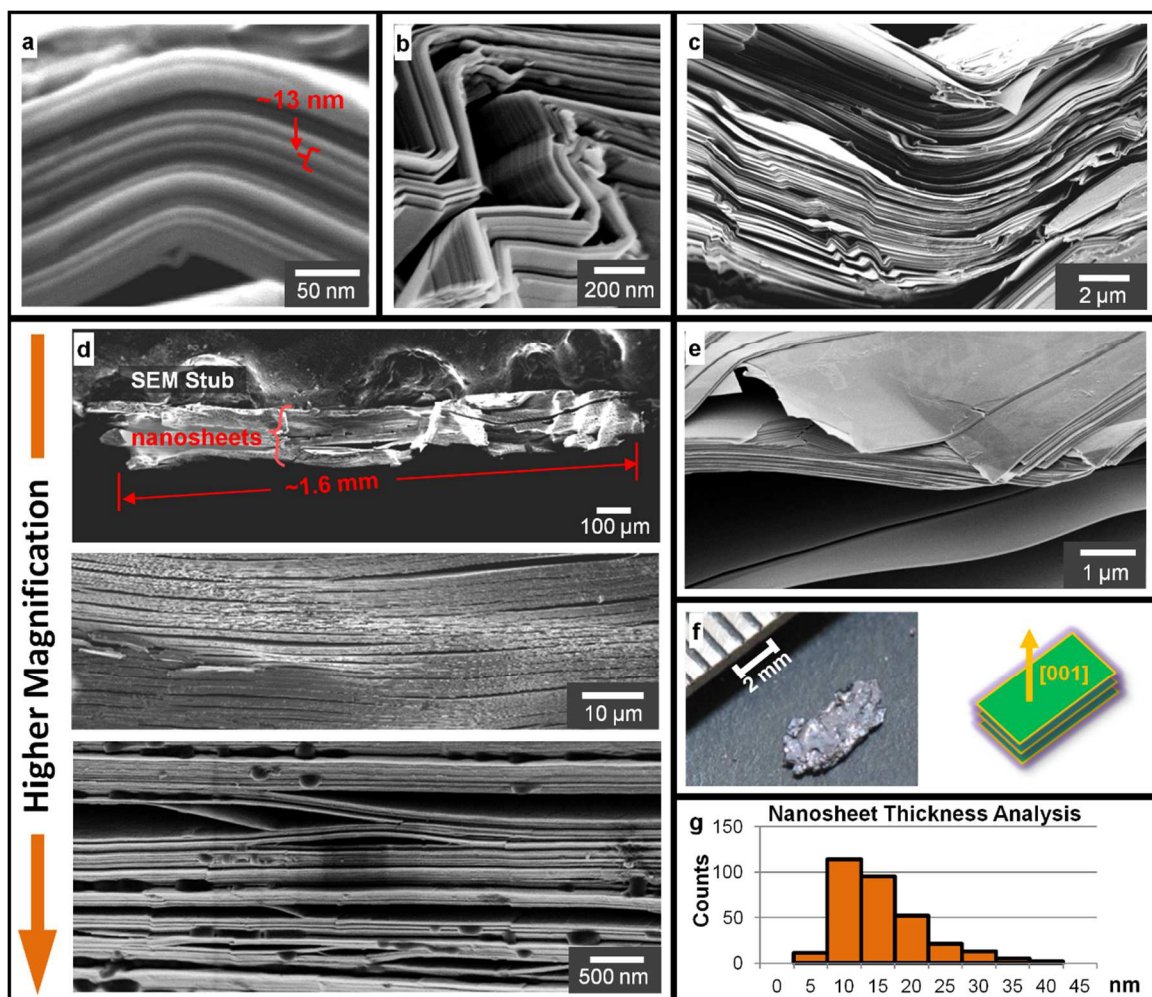 a
~13 nm
50 nm
b
200 nm
c
2 µm
Higher Magnification
d
SEM Stub
nanosheets
~1.6 mm
100 µm
10 µm
500 nm
e
1 µm
f
2 mm
[001]
g
Nanosheet Thickness Analysis
Counts
150
100
50
0
0 5 10 15 20 25 30 35 40 45 nm